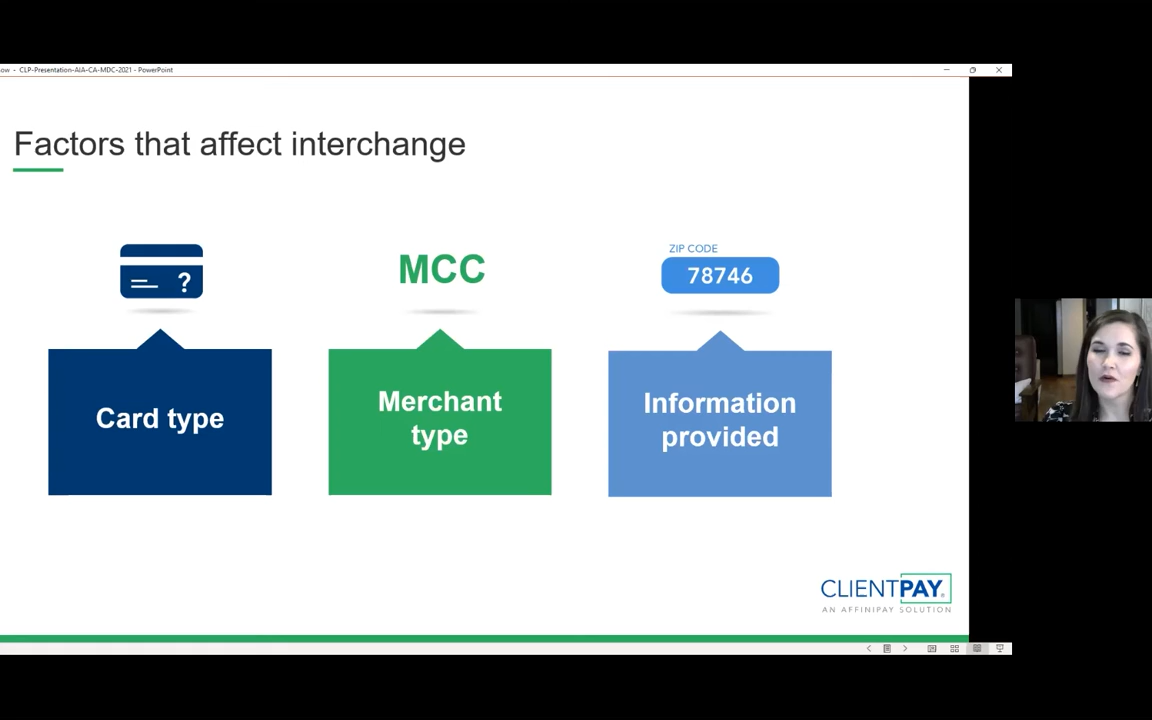 ow - CLP-Presentation-AIA-CA-MDC-2021 - PowerPoint
Factors that affect interchange
?
MCC
ZIP CODE
78746
Card type
Merchant
type
Information
provided
CLIENTPAY®
AN AFFINIPAY SOLUTION